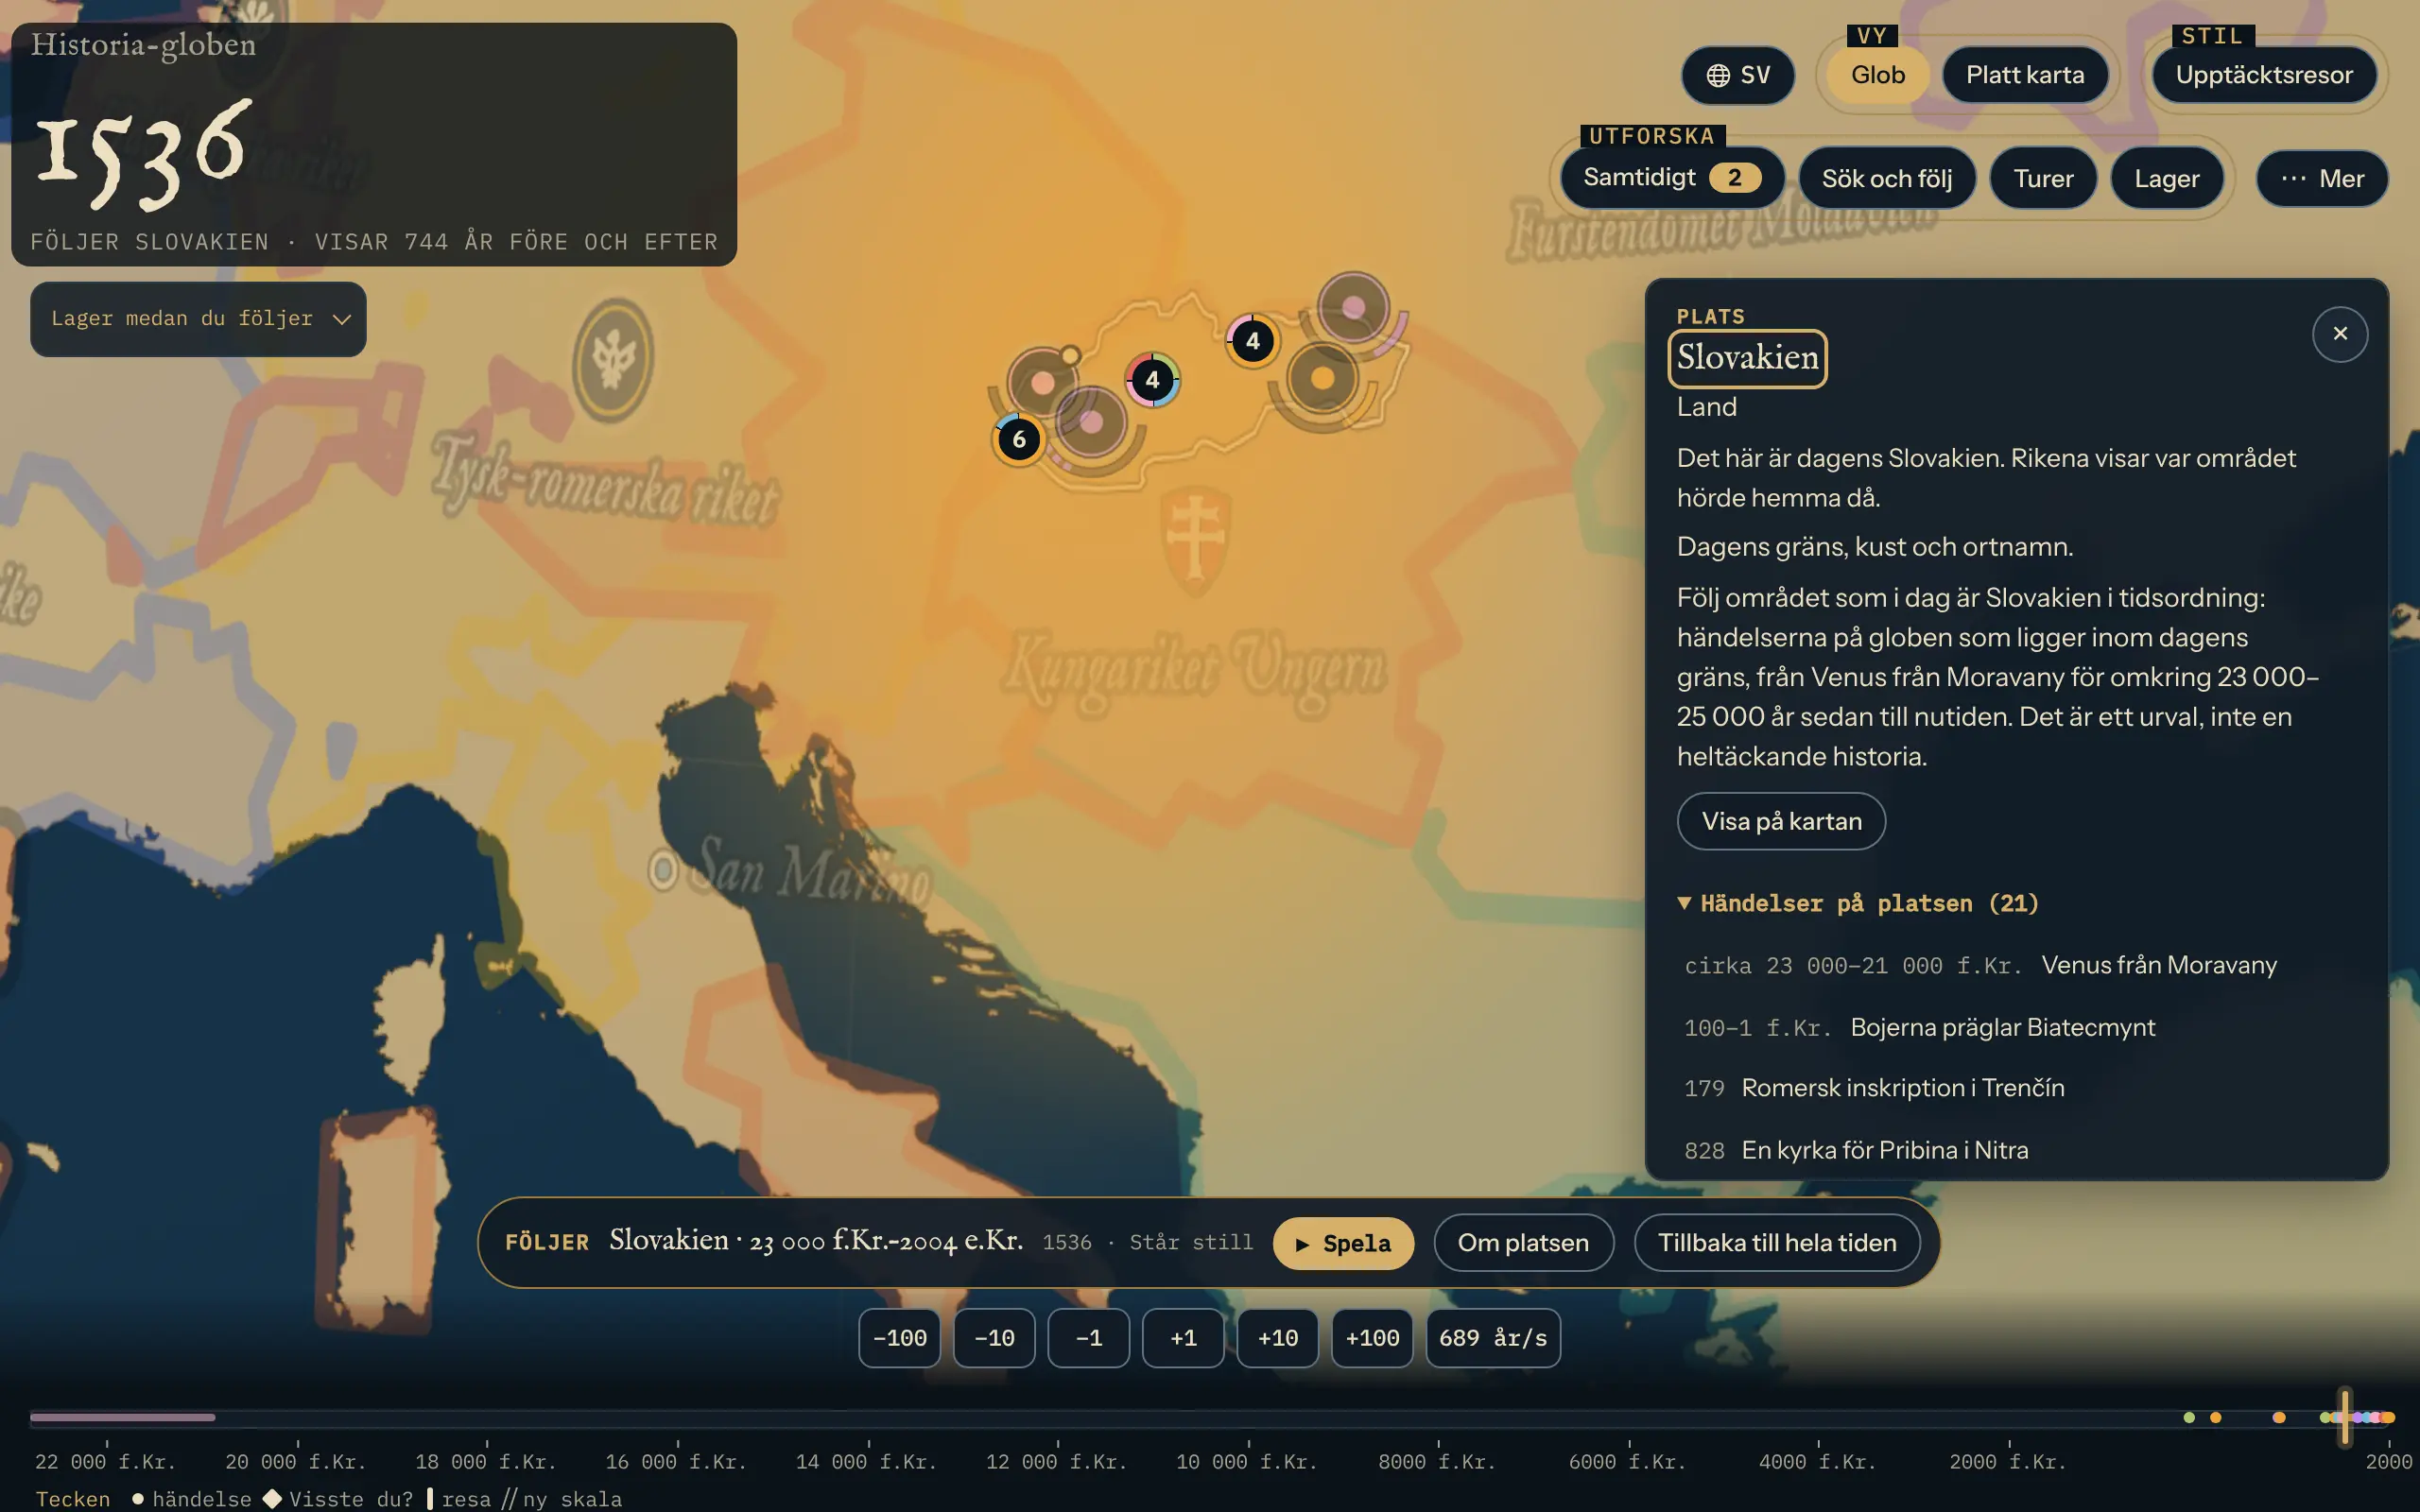 Historia-globen
1536
FÖLJER SLOVAKIEN · VISAR 744 ÅR FÖRE OCH EFTER
Lager medan du följer
SV
VY
Glob
Platt karta
STIL
Upptäcktsresor
UTFORSKA
Samtidigt 2
Sök och följ
Turer
Lager
··· Mer
Furstendömet Moldavien
Tysk-romerska riket
Kungariket Ungern
San Marino
4
4
6
PLATS
Slovakien
×
Land
Det här är dagens Slovakien. Rikena visar var området
hörde hemma då.
Dagens gräns, kust och ortnamn.
Följ området som i dag är Slovakien i tidsordning:
händelserna på globen som ligger inom dagens
gräns, från Venus från Moravany för omkring 23 000–
25 000 år sedan till nutiden. Det är ett urval, inte en
heltäckande historia.
Visa på kartan
▼ Händelser på platsen (21)
cirka 23 000–21 000 f.Kr. Venus från Moravany
100–1 f.Kr. Bojerna präglar Biatecmynt
179 Romersk inskription i Trenčín
828 En kyrka för Pribina i Nitra
FÖLJER Slovakien · 23 000 f.Kr.–2004 e.Kr. 1536 · Står still ▶ Spela Om platsen Tillbaka till hela tiden
−100 −10 −1 +1 +10 +100 689 år/s
22 000 f.Kr. 20 000 f.Kr. 18 000 f.Kr. 16 000 f.Kr. 14 000 f.Kr. 12 000 f.Kr. 10 000 f.Kr. 8000 f.Kr. 6000 f.Kr. 4000 f.Kr. 2000 f.Kr. 2000
Tecken händelse Visste du? resa // ny skala